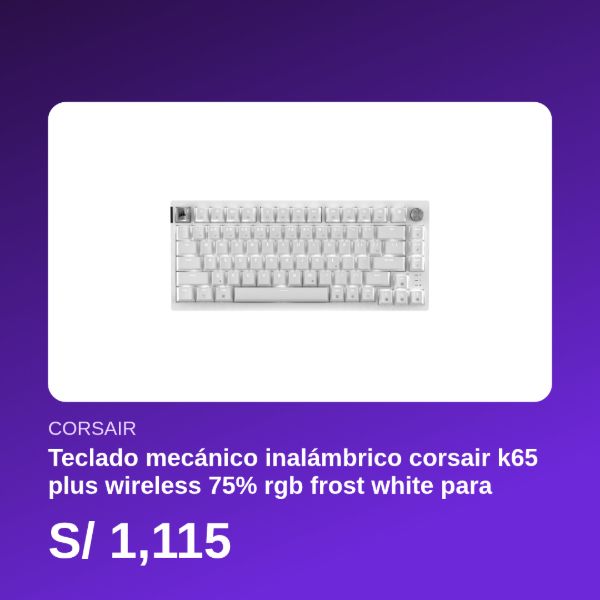 CORSAIR
Teclado mecánico inalámbrico corsair k65
plus wireless 75% rgb frost white para
S/ 1,115